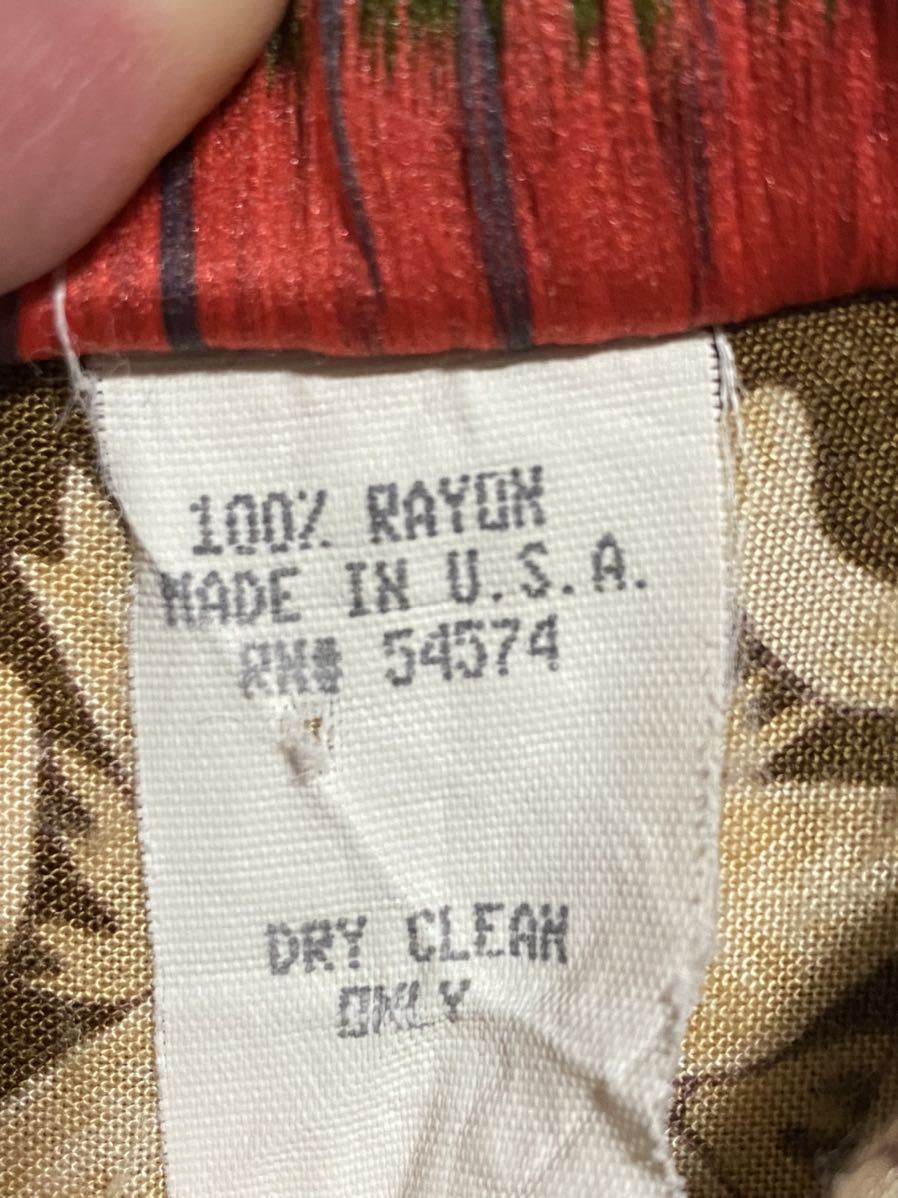 100% RAYON
MADE IN U.S.A.
RN# 54574
DRY CLEAN
ONLY